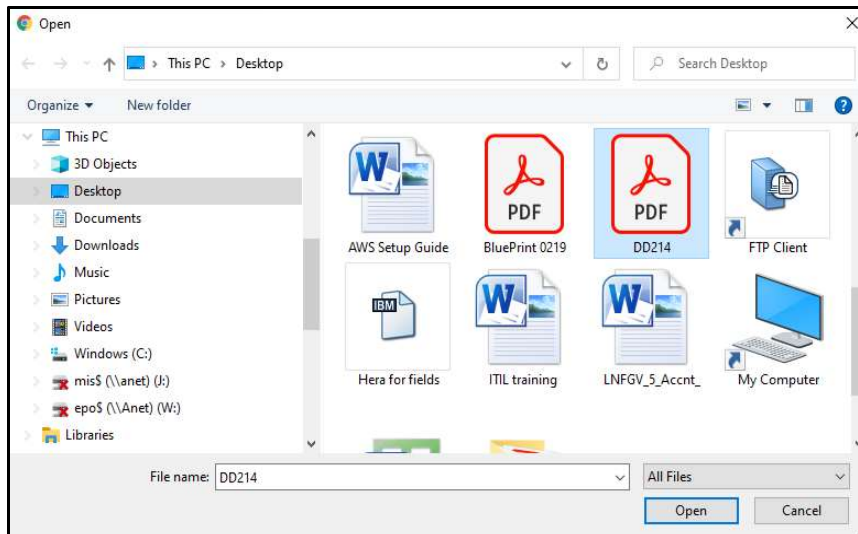 Open
This PC > Desktop
Search Desktop
Organize
New folder
This PC
3D Objects
Desktop
Documents
Downloads
Music
Pictures
Videos
Windows (C:)
mis$ (\\anet) (J:)
epo$ (\\Anet) (W:)
Libraries
W PDF PDF
AWS Setup Guide BluePrint 0219 DD214 FTP Client
IBM W W
Hera for fields ITIL training LNFGV_5_Accnt_ My Computer
File name: DD214 All Files
Open Cancel